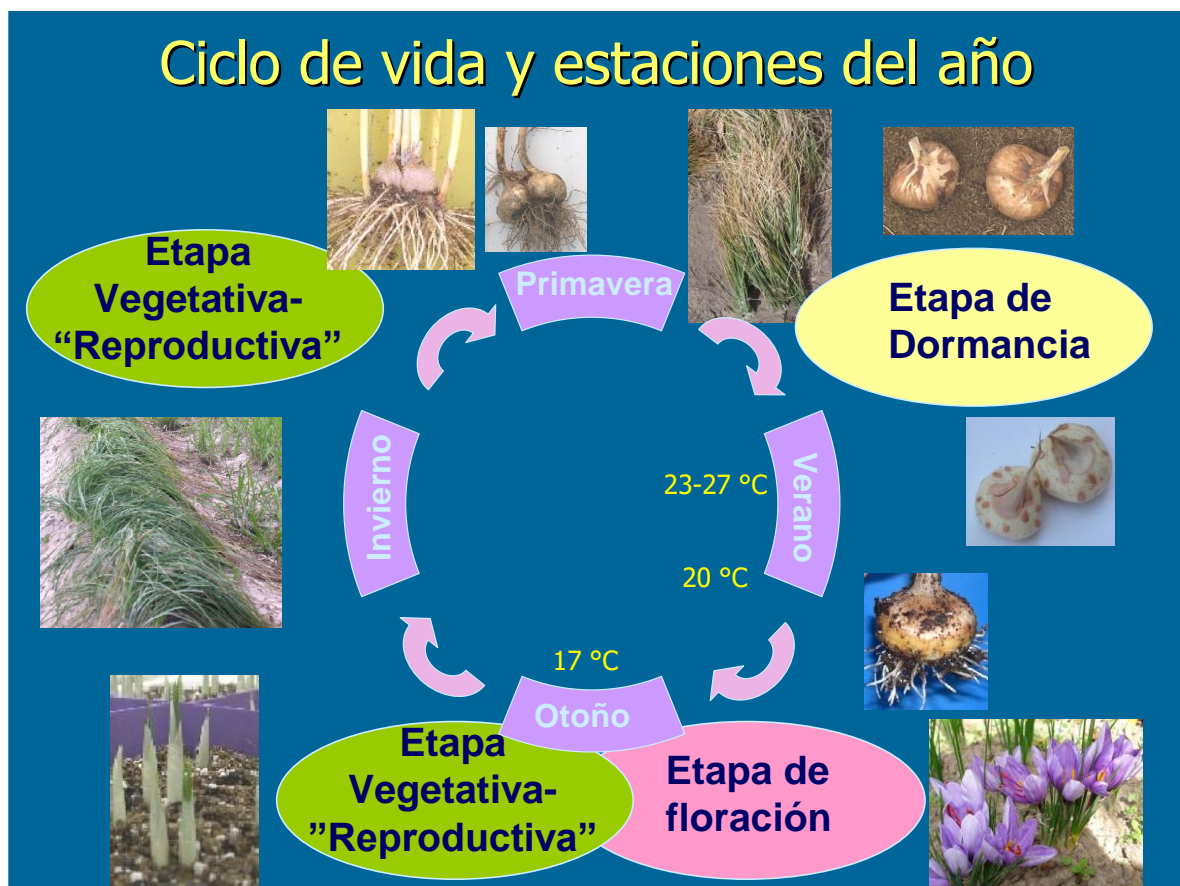 Ciclo de vida y estaciones del año
Etapa
Vegetativa-
“Reproductiva”
Primavera
Etapa de
Dormancia
Invierno
Verano
23-27 °C
20 °C
17 °C
Otoño
Etapa
Vegetativa-
”Reproductiva”
Etapa de
floración